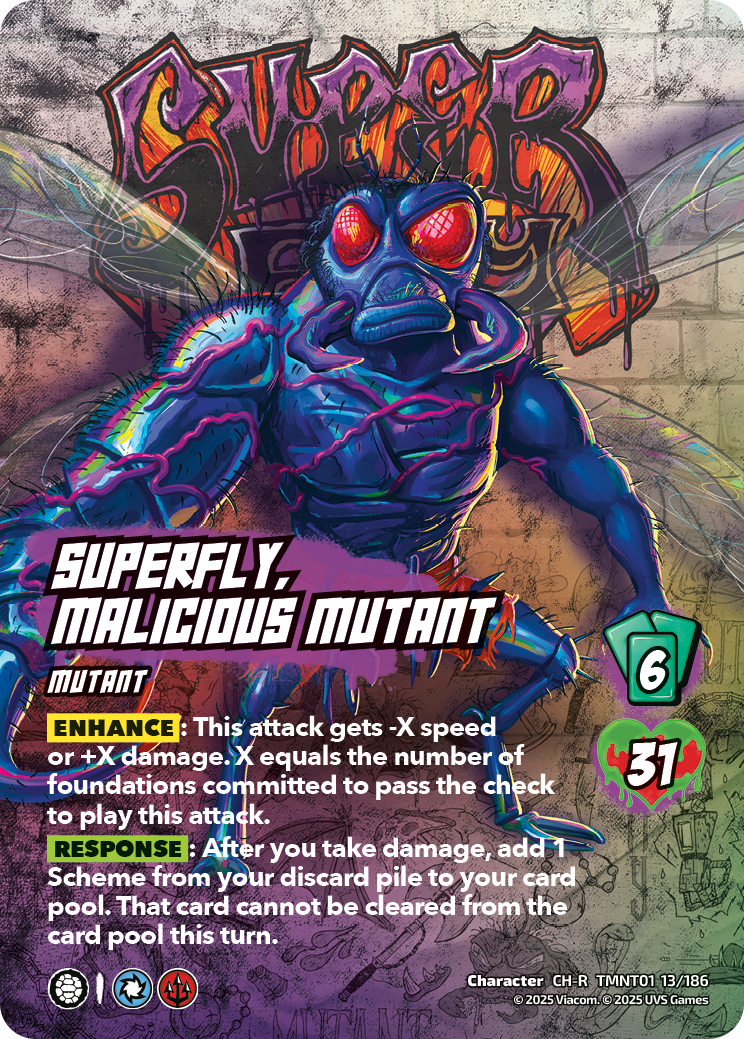 SUPER
FLY
SUPERFLY,
MALICIOUS MUTANT
MUTANT
6
ENHANCE: This attack gets -X speed
or +X damage. X equals the number of
foundations committed to pass the check
to play this attack.
31
RESPONSE: After you take damage, add 1
Scheme from your discard pile to your card
pool. That card cannot be cleared from the
card pool this turn.
Character CH-R TMNT01 13/186
© 2025 Viacom. © 2025 UVS Games
MUTANT